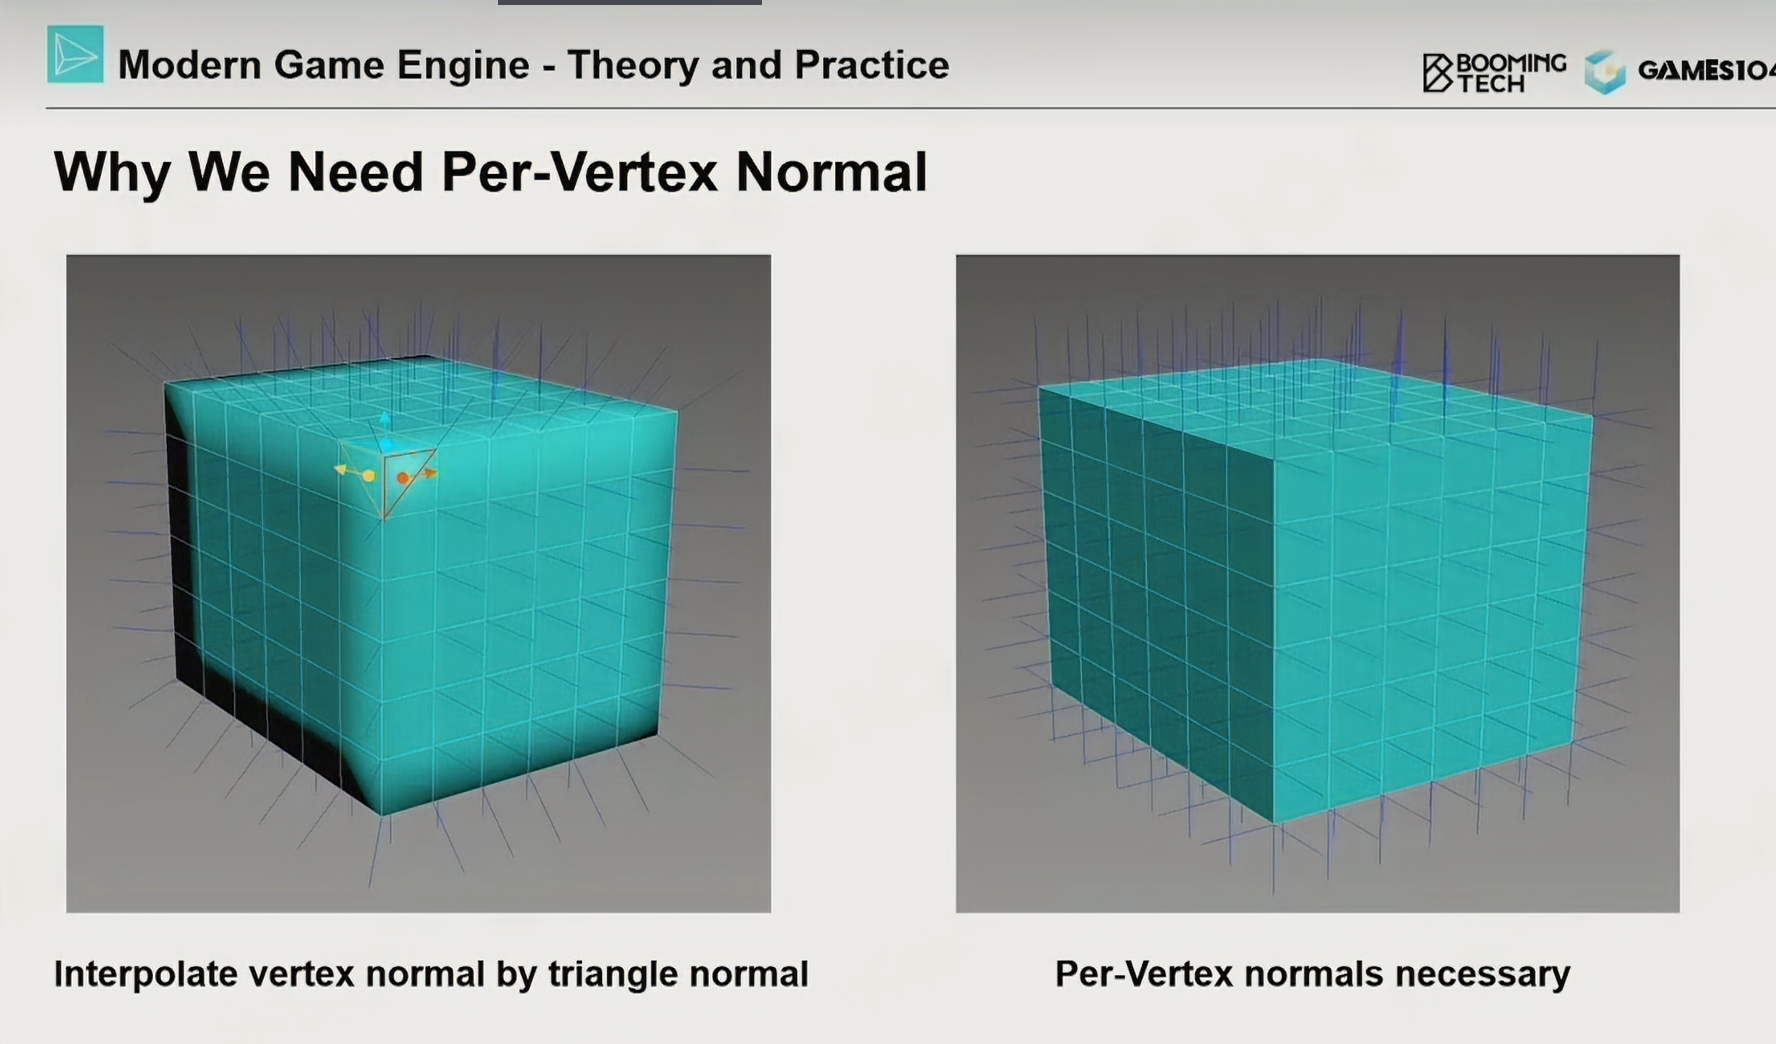 Modern Game Engine - Theory and Practice
BOOMING
TECH
GAMES104
Why We Need Per-Vertex Normal
Interpolate vertex normal by triangle normal
Per-Vertex normals necessary